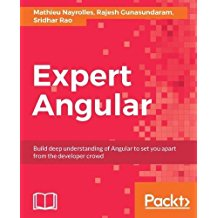 Mathieu Nayrolles, Rajesh Gunasundaram,
Sridhar Rao
Expert
Angular
Build deep understanding of Angular to set you apart
from the developer crowd
Packt>